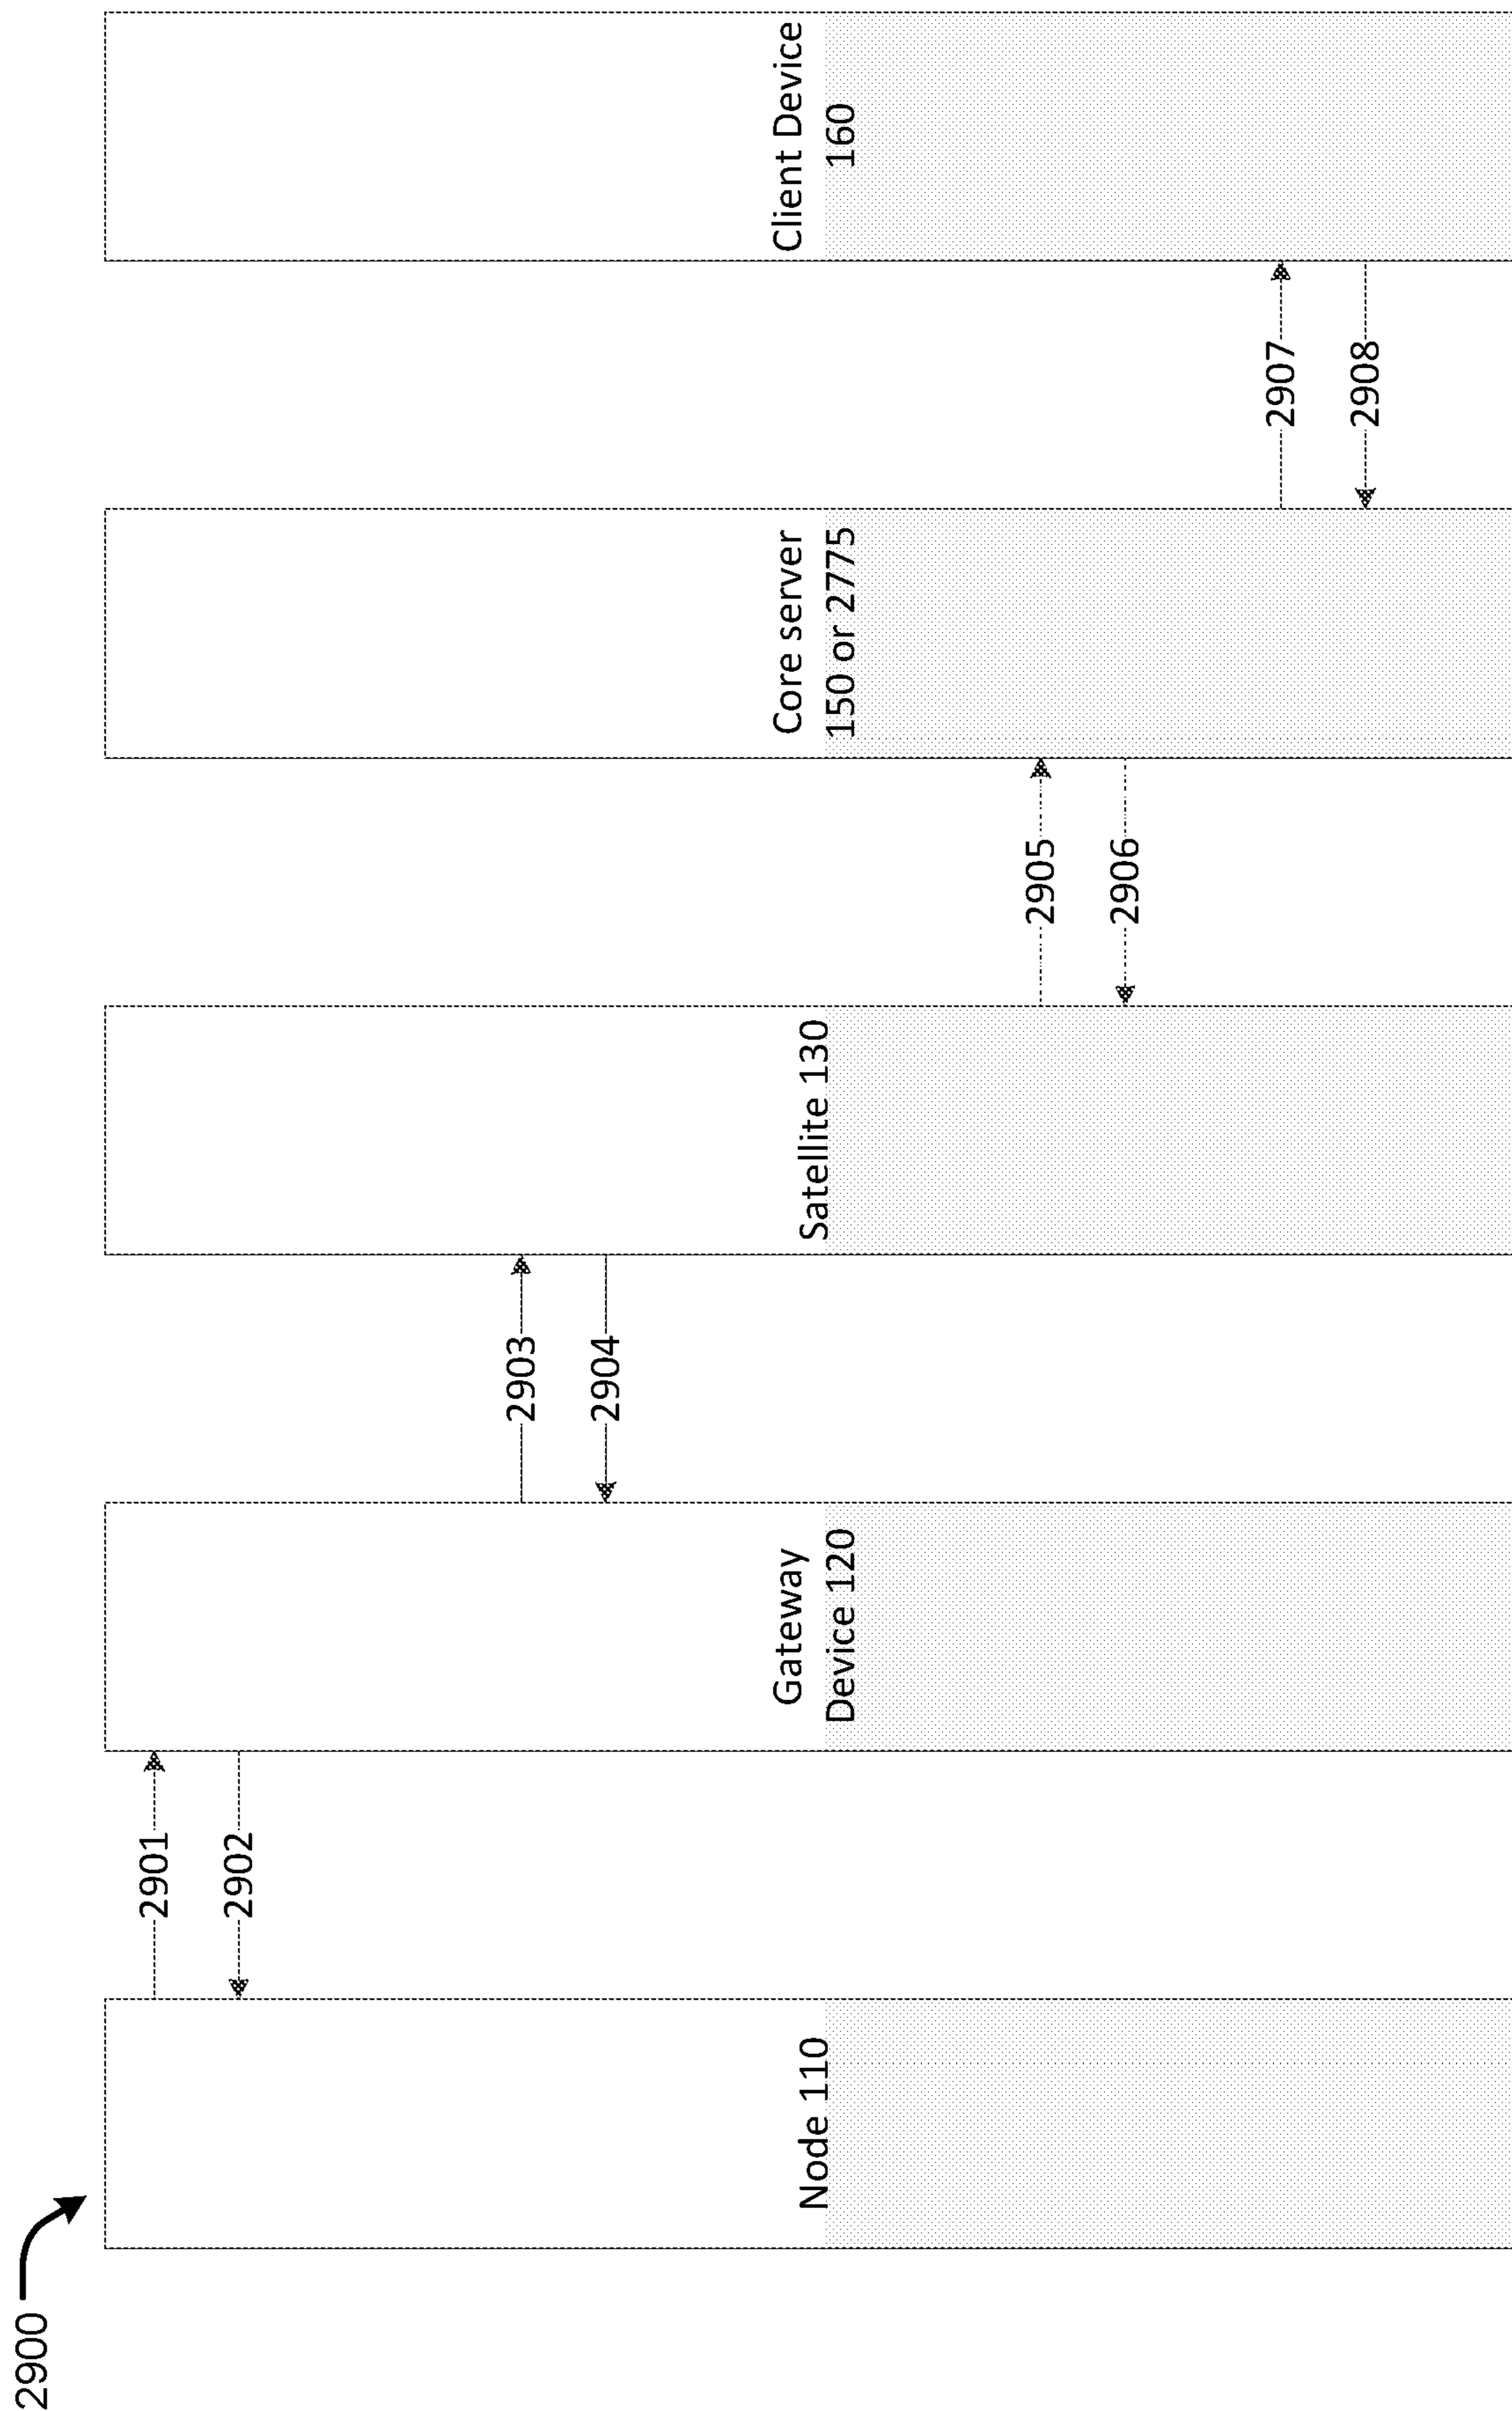 2900
2901
2902
2903
2904
Node 110
Gateway
Device 120
Satellite 130
Core server
150 or 2775
Client Device
160
2905
2906
2907
2908